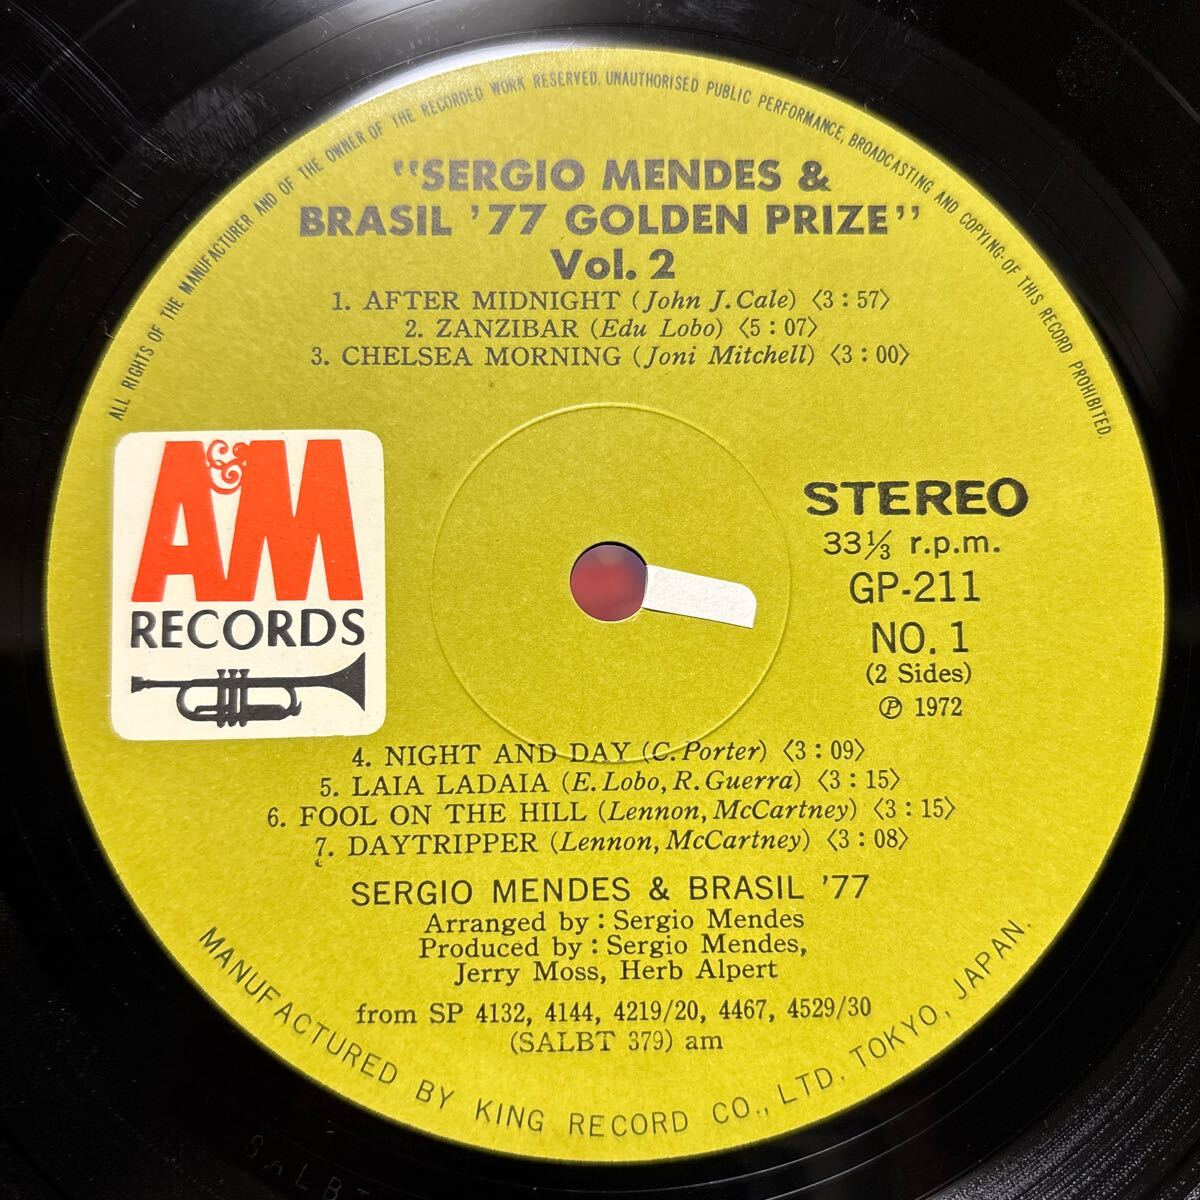 ALL RIGHTS OF THE MANUFACTURER AND OF THE OWNER OF THE RECORDED WORK RESERVED. UNAUTHORISED PUBLIC PERFORMANCE, BROADCASTING AND COPYING OF THIS RECORD PROHIBITED.
"SERGIO MENDES &
BRASIL '77 GOLDEN PRIZE"
Vol. 2
1. AFTER MIDNIGHT (John J. Cale) 〈3:57〉
2. ZANZIBAR (Edu Lobo) 〈5:07〉
3. CHELSEA MORNING (Joni Mitchell) 〈3:00〉
A&M
RECORDS
STEREO
33⅓ r.p.m.
GP-211
NO. 1
(2 Sides)
℗ 1972
4. NIGHT AND DAY (C. Porter) 〈3:09〉
5. LAIA LADAIA (E. Lobo, R. Guerra) 〈3:15〉
6. FOOL ON THE HILL (Lennon, McCartney) 〈3:15〉
7. DAYTRIPPER (Lennon, McCartney) 〈3:08〉
SERGIO MENDES & BRASIL '77
Arranged by : Sergio Mendes
Produced by : Sergio Mendes,
Jerry Moss, Herb Alpert
from SP 4132, 4144, 4219/20, 4467, 4529/30
(SALBT 379) am
MANUFACTURED BY KING RECORD CO., LTD. TOKYO, JAPAN.